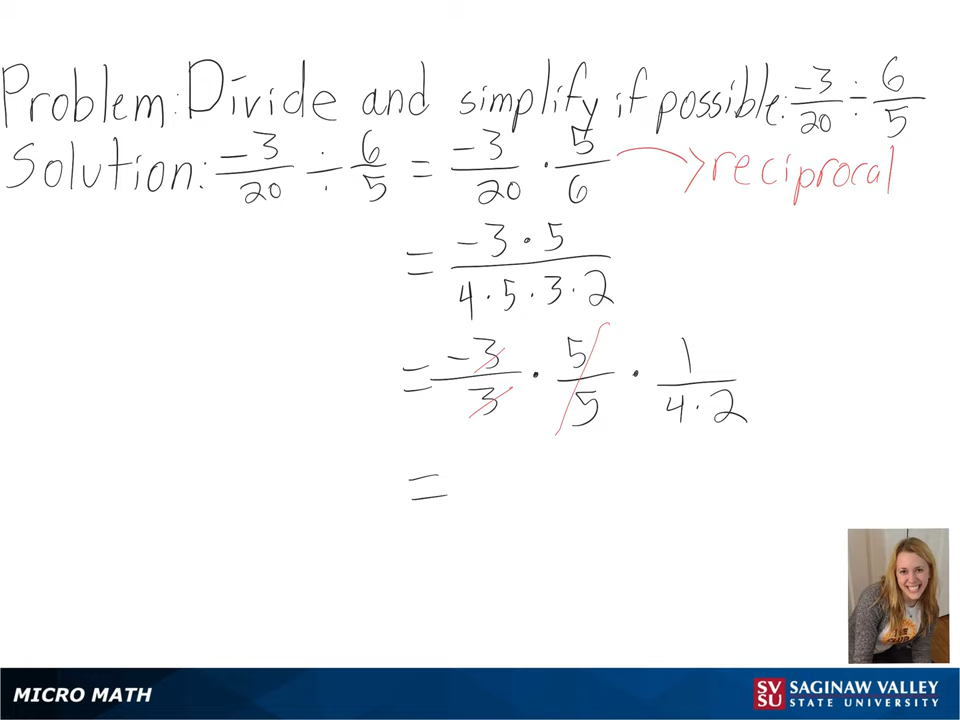 Problem: Divide and simplify if possible: -3/20 ÷ 6/5
Solution: -3/20 ÷ 6/5 = -3/20 · 5/6 reciprocal
= -3·5/4·5·3·2
= -3/3 · 5/5 · 1/4·2
=
MICRO MATH SVSU SAGINAW VALLEY STATE UNIVERSITY